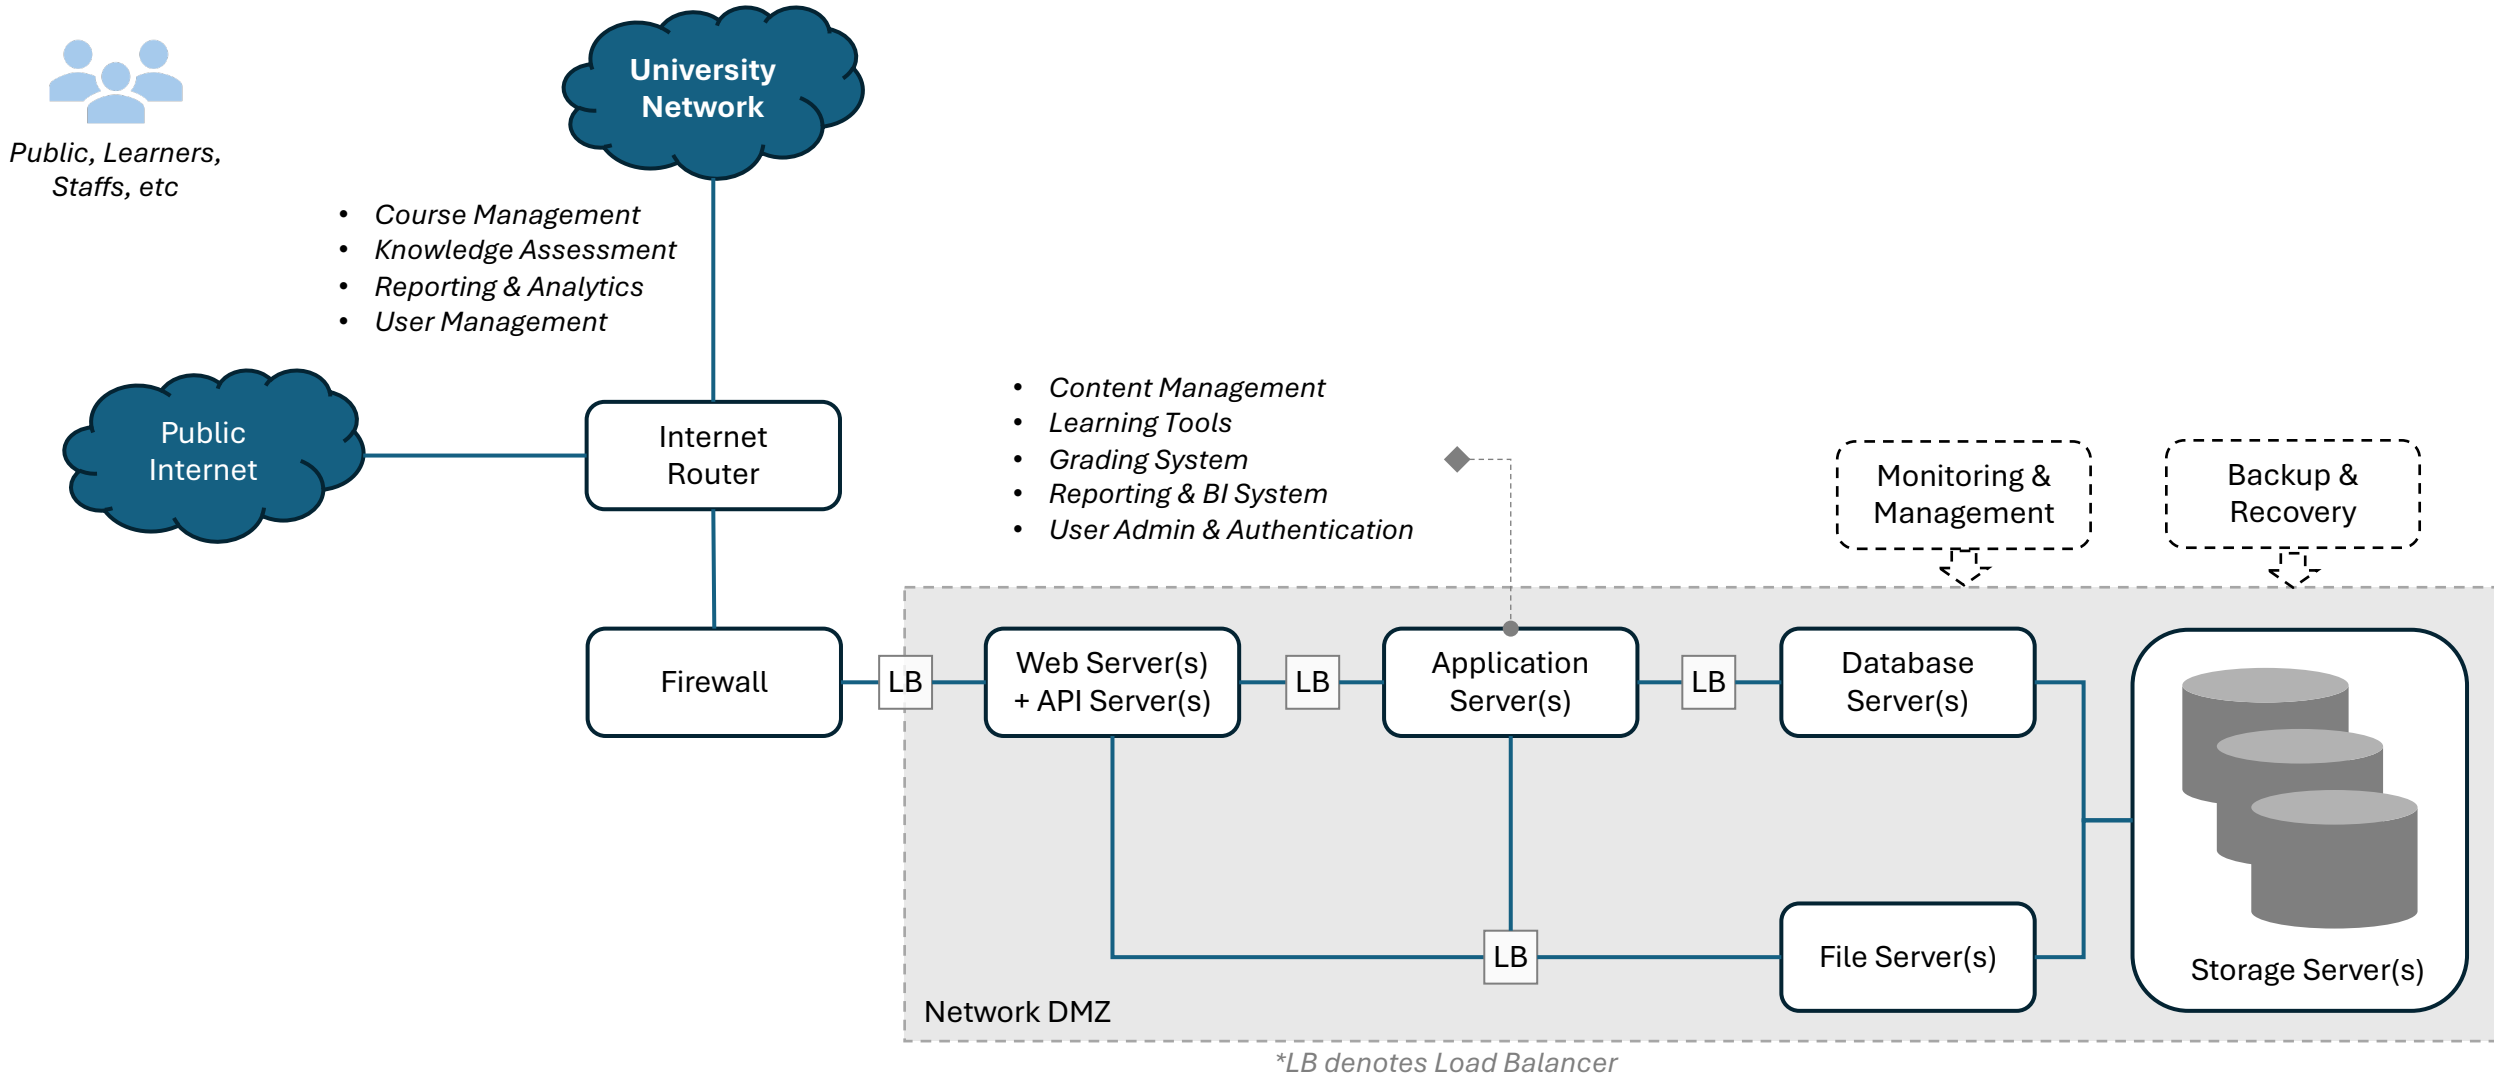 University
Network
Public, Learners,
Staffs, etc
• Course Management
• Knowledge Assessment
• Reporting & Analytics
• User Management
Public
Internet
Internet
Router
• Content Management
• Learning Tools
• Grading System
• Reporting & BI System
• User Admin & Authentication
Monitoring &
Management
Backup &
Recovery
Firewall
LB
Web Server(s)
+ API Server(s)
LB
Application
Server(s)
LB
Database
Server(s)
LB
File Server(s)
Storage Server(s)
Network DMZ
*LB denotes Load Balancer